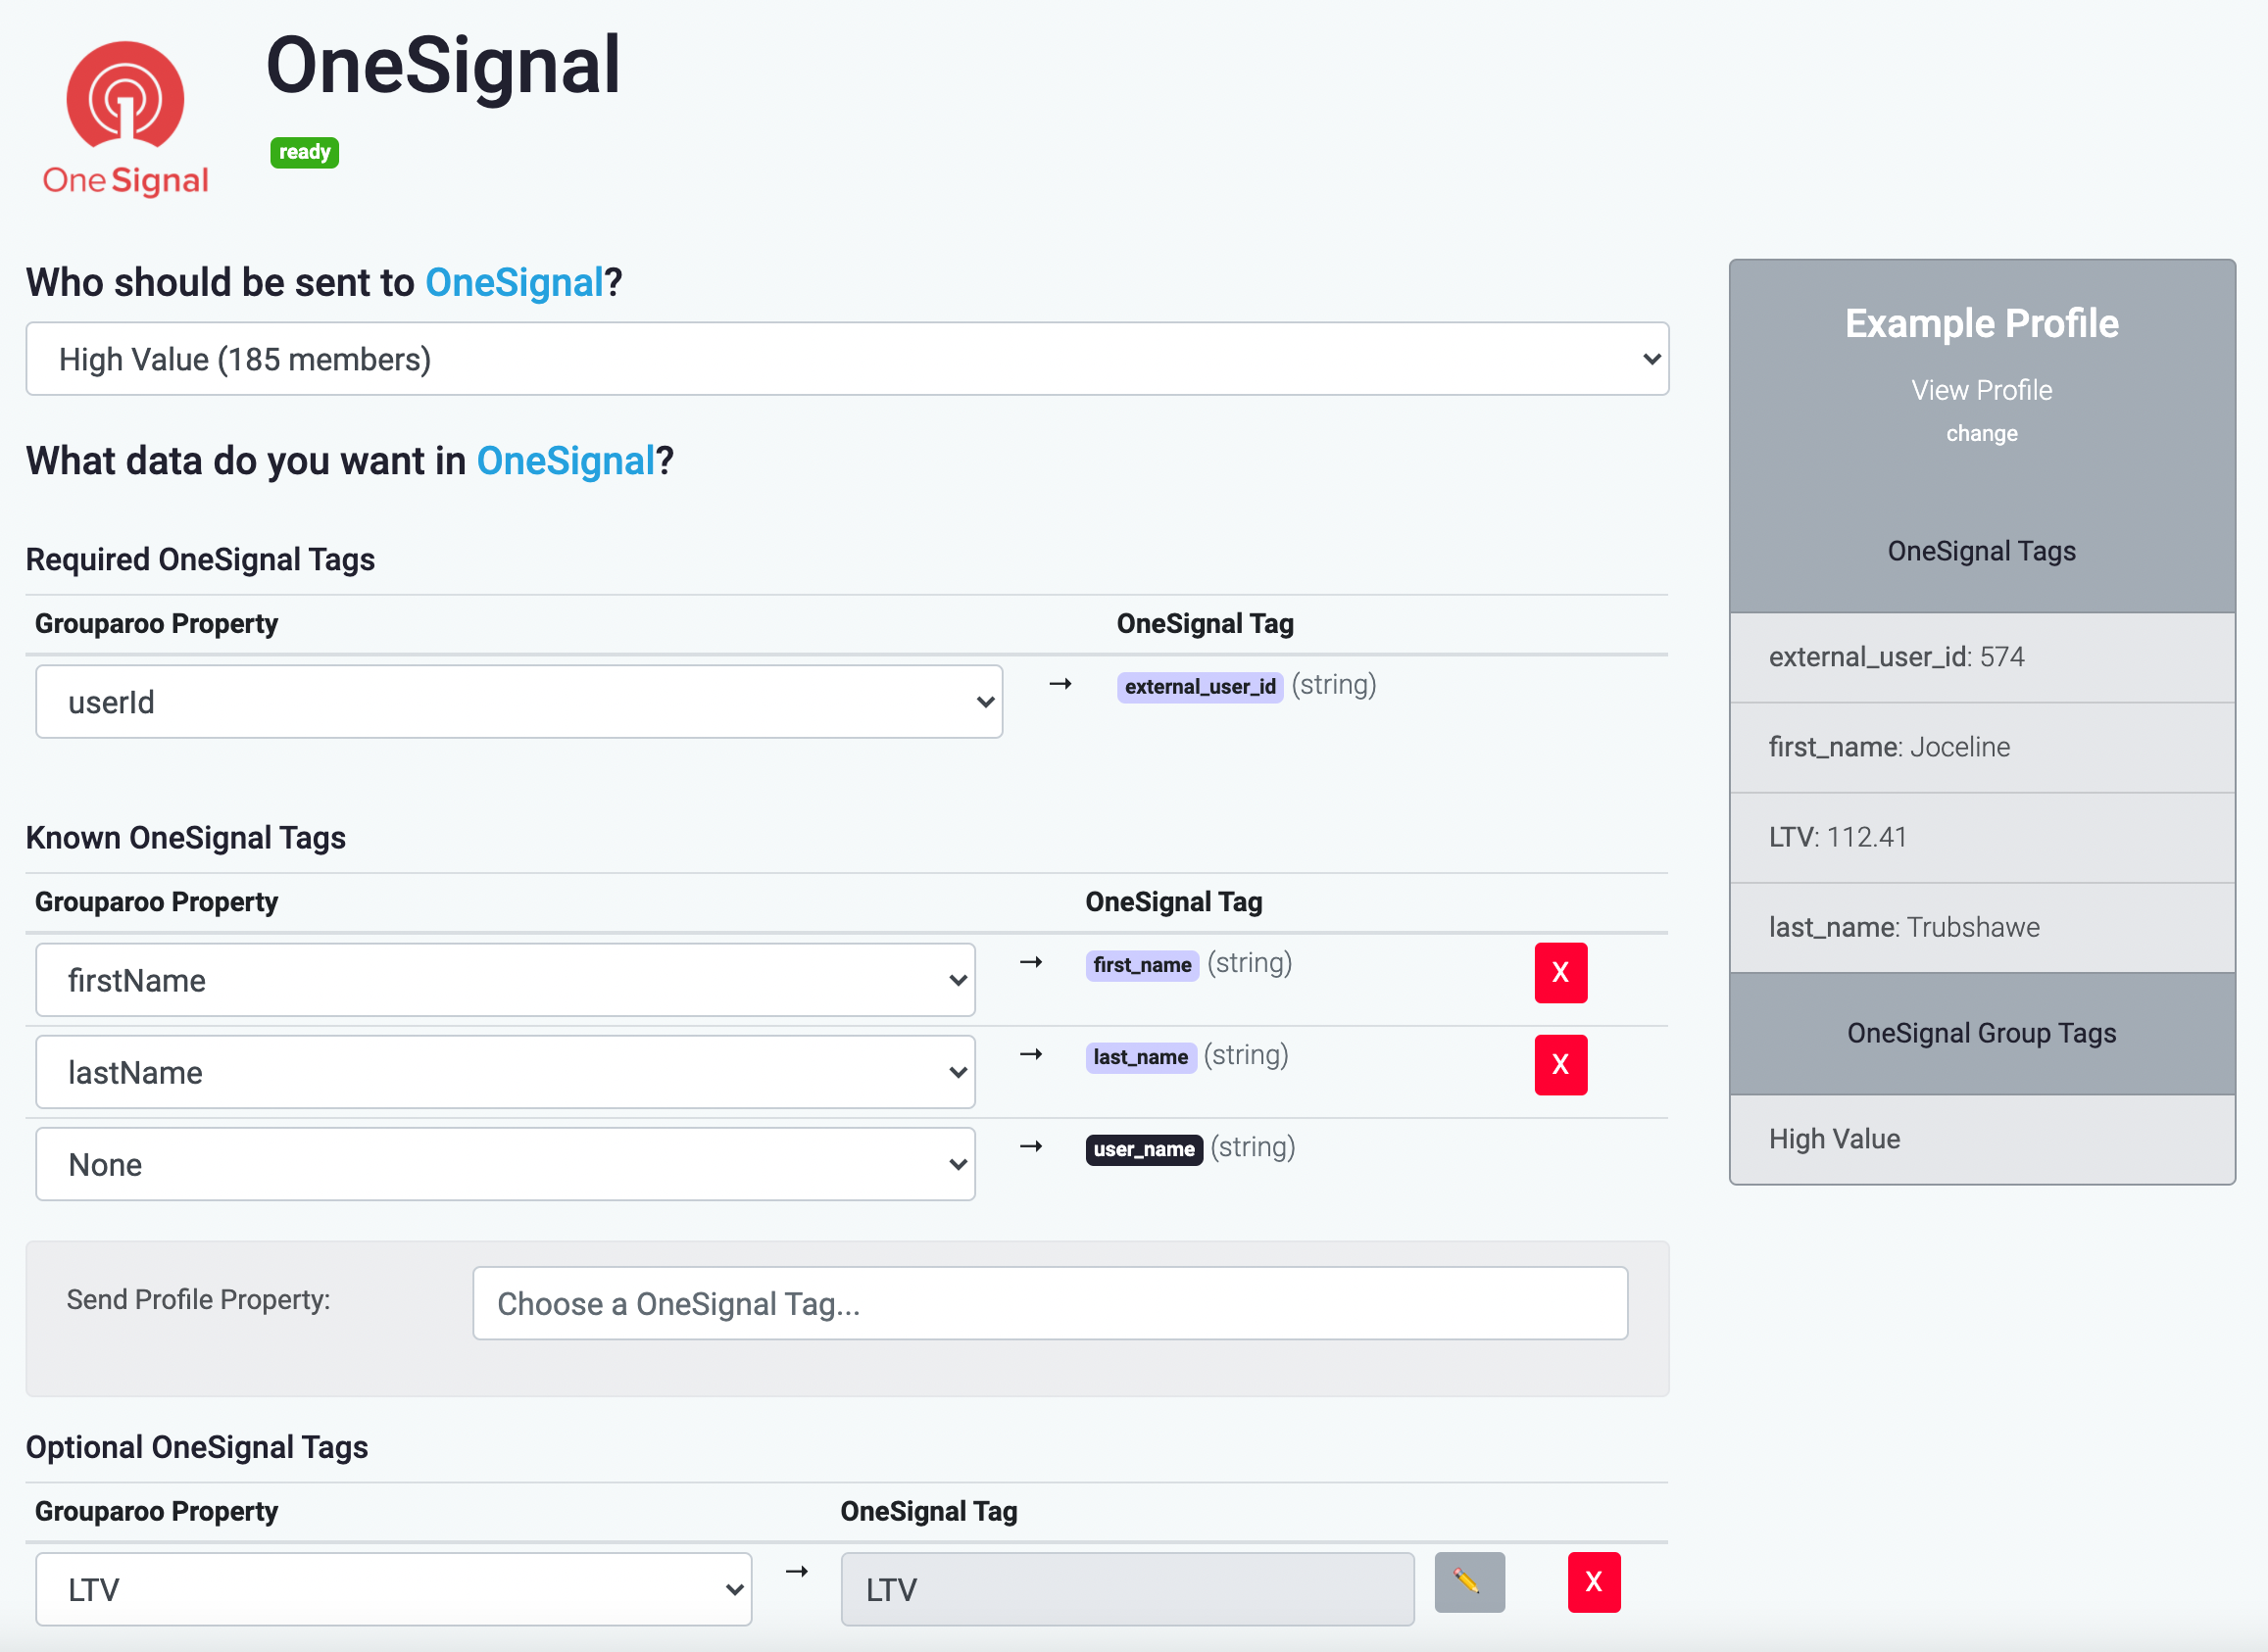 OneSignal
ready
One Signal
Who should be sent to OneSignal?
High Value (185 members)
What data do you want in OneSignal?
Required OneSignal Tags
Grouparoo Property OneSignal Tag
userId → external_user_id (string)
Known OneSignal Tags
Grouparoo Property OneSignal Tag
firstName → first_name (string) X
lastName → last_name (string) X
None → user_name (string)
Send Profile Property: Choose a OneSignal Tag...
Optional OneSignal Tags
Grouparoo Property OneSignal Tag
LTV → LTV X
Example Profile
View Profile
change
OneSignal Tags
external_user_id: 574
first_name: Joceline
LTV: 112.41
last_name: Trubshawe
OneSignal Group Tags
High Value